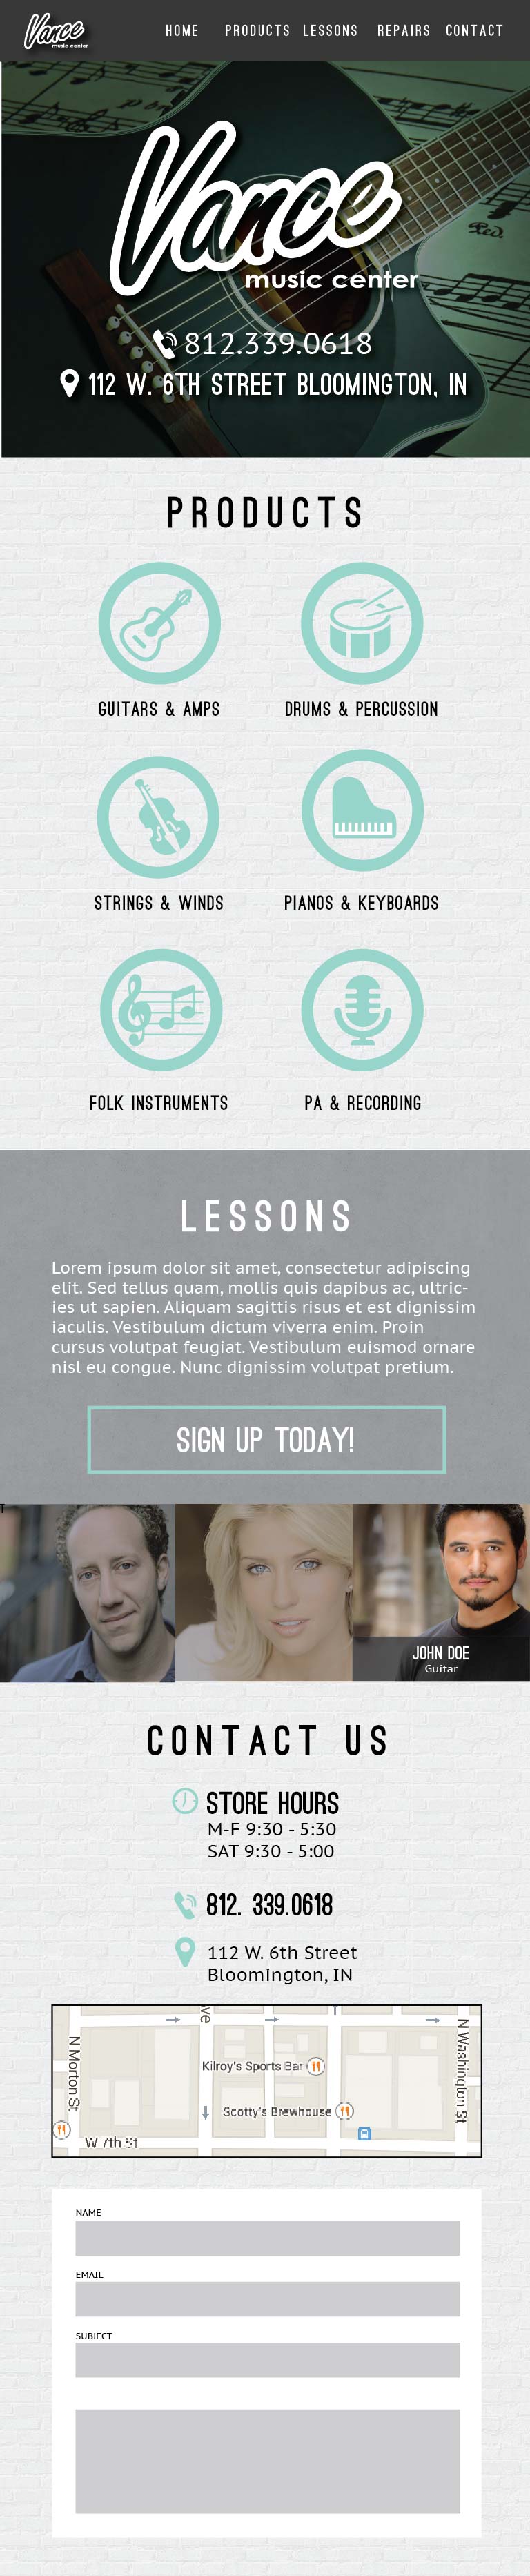 Vance
music center
HOME PRODUCTS LESSONS REPAIRS CONTACT
Vance
music center
812.339.0618
112 W. 6TH STREET BLOOMINGTON, IN
Ped.
PRODUCTS
GUITARS & AMPS
DRUMS & PERCUSSION
STRINGS & WINDS
PIANOS & KEYBOARDS
FOLK INSTRUMENTS
PA & RECORDING
LESSONS
Lorem ipsum dolor sit amet, consectetur adipiscing
elit. Sed tellus quam, mollis quis dapibus ac, ultric-
ies ut sapien. Aliquam sagittis risus et est dignissim
iaculis. Vestibulum dictum viverra enim. Proin
cursus volutpat feugiat. Vestibulum euismod ornare
nisl eu congue. Nunc dignissim volutpat pretium.
SIGN UP TODAY!
T
JOHN DOE
Guitar
CONTACT US
STORE HOURS
M-F 9:30 - 5:30
SAT 9:30 - 5:00
812. 339.0618
112 W. 6th Street
Bloomington, IN
ve
N Morton St
N Washington St
Kilroy's Sports Bar
Scotty's Brewhouse
W 7th St
NAME
EMAIL
SUBJECT